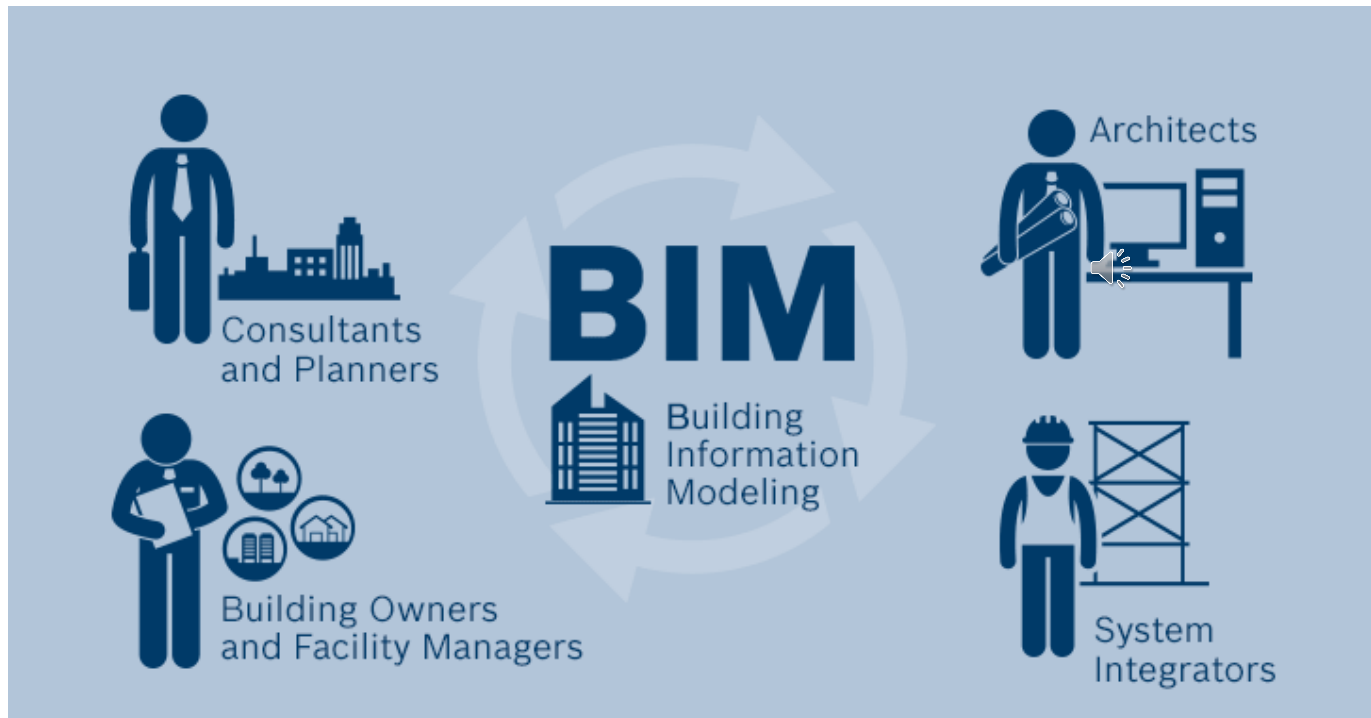 Consultants
and Planners
Architects
BIM
Building
Information
Modeling
Building Owners
and Facility Managers
System
Integrators